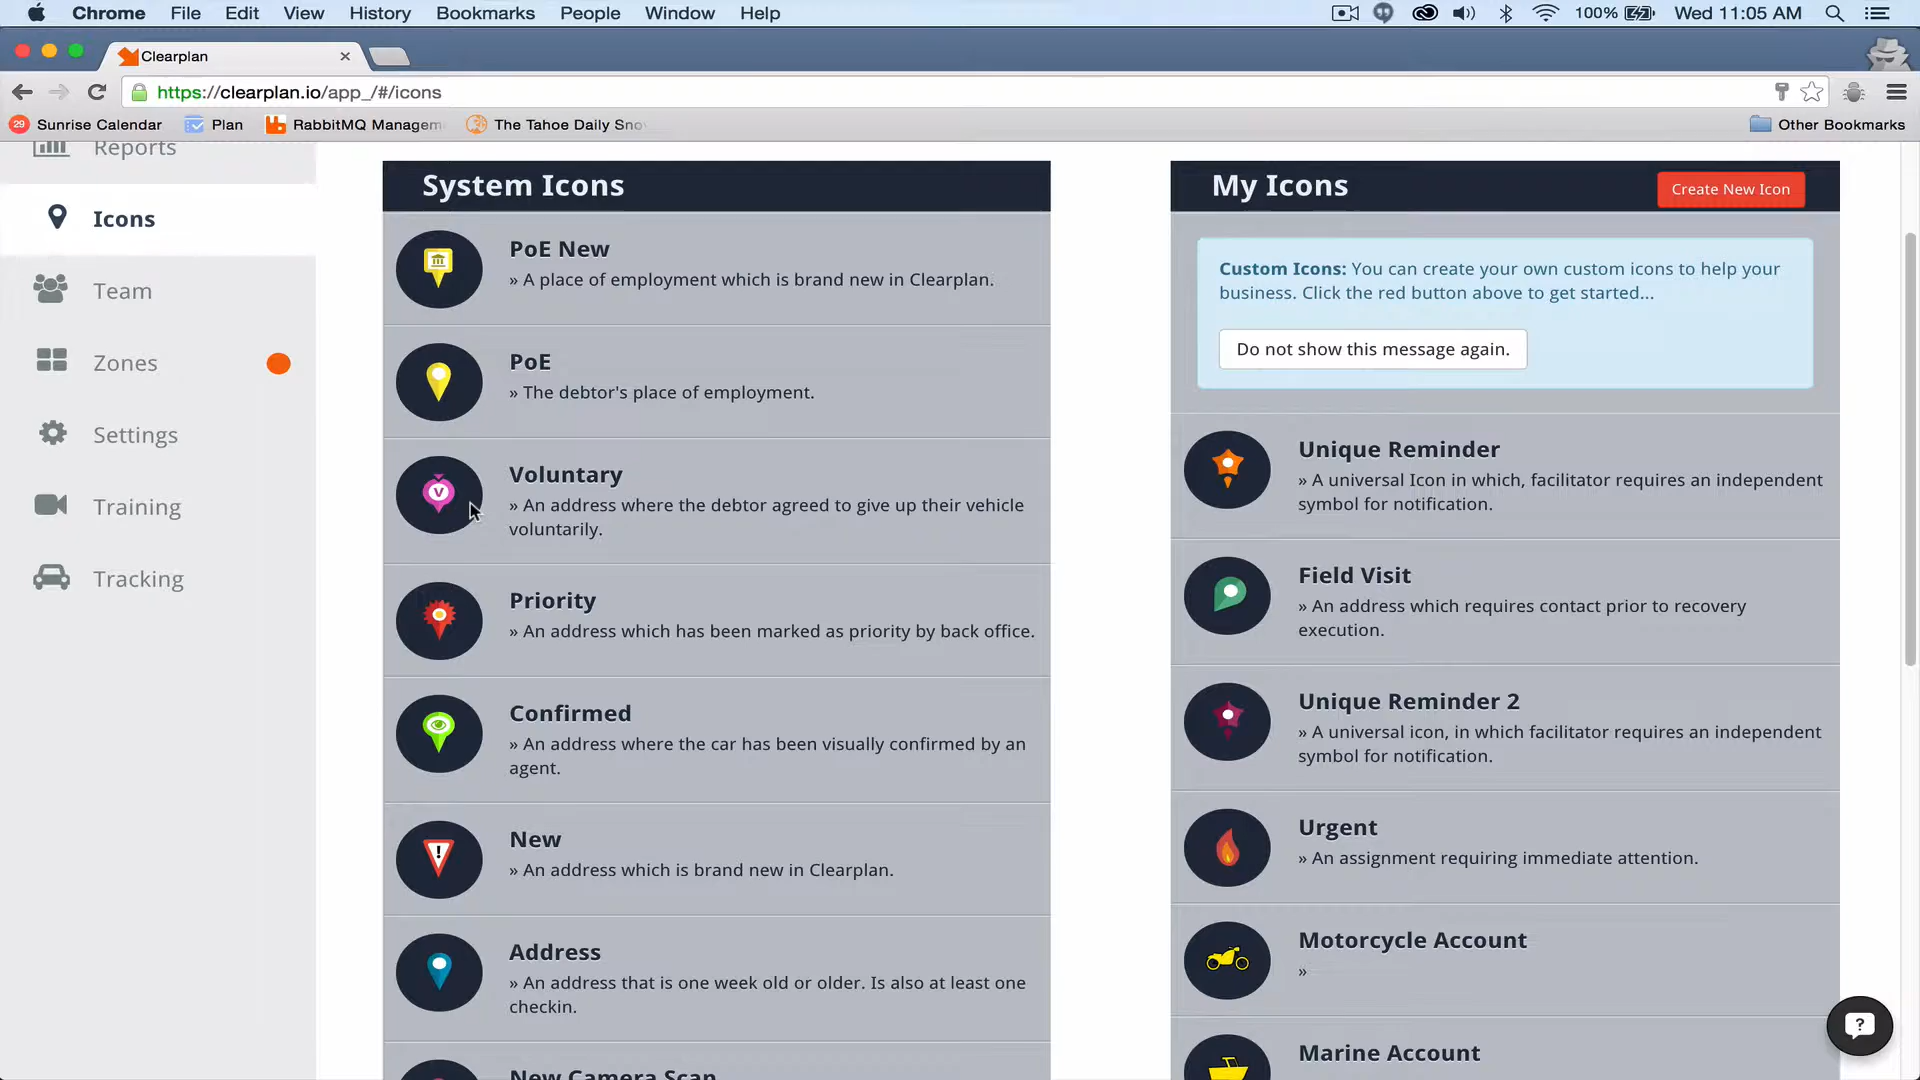 Chrome File Edit View History Bookmarks People Window Help 100% Wed 11:05 AM
Clearplan
https://clearplan.io/app_/#/icons
29 Sunrise Calendar Plan RabbitMQ Managem The Tahoe Daily Sno Other Bookmarks
Reports
Icons
Team
Zones
Settings
Training
Tracking
System Icons
PoE New
» A place of employment which is brand new in Clearplan.
PoE
» The debtor's place of employment.
V
Voluntary
» An address where the debtor agreed to give up their vehicle
voluntarily.
Priority
» An address which has been marked as priority by back office.
Confirmed
» An address where the car has been visually confirmed by an
agent.
!
New
» An address which is brand new in Clearplan.
Address
» An address that is one week old or older. Is also at least one
checkin.
New Camera Scan
My Icons
Create New Icon
Custom Icons: You can create your own custom icons to help your
business. Click the red button above to get started...
Do not show this message again.
Unique Reminder
» A universal Icon in which, facilitator requires an independent
symbol for notification.
Field Visit
» An address which requires contact prior to recovery
execution.
Unique Reminder 2
» A universal icon, in which facilitator requires an independent
symbol for notification.
Urgent
» An assignment requiring immediate attention.
Motorcycle Account
»
Marine Account
?